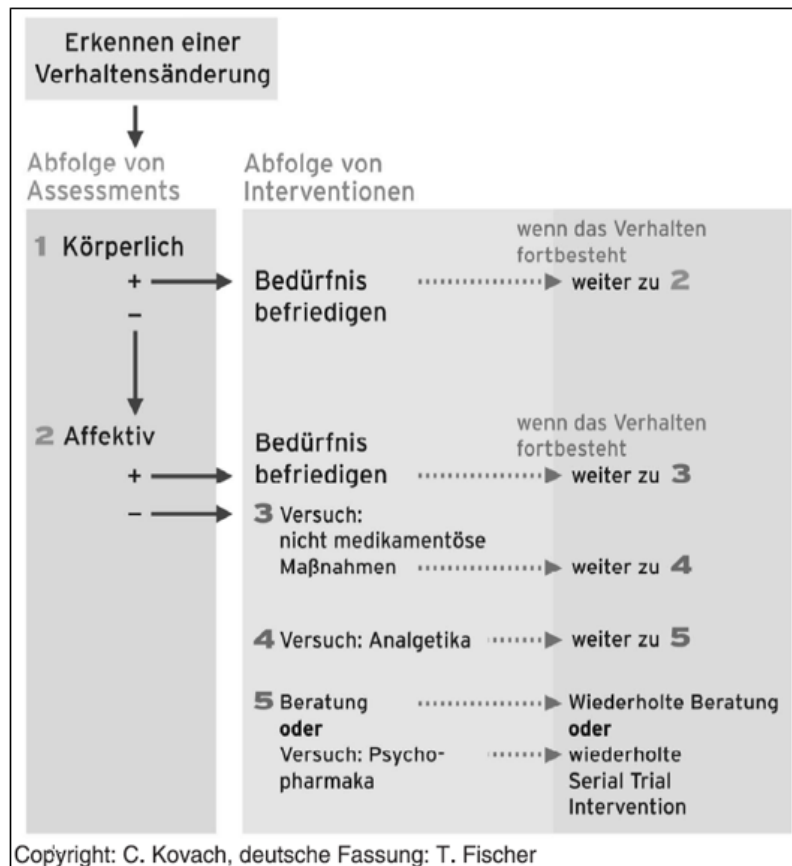 Erkennen einer
Verhaltensänderung
Abfolge von
Assessments
Abfolge von
Interventionen
1 Körperlich
+
–
wenn das Verhalten
fortbesteht
Bedürfnis
befriedigen
weiter zu 2
2 Affektiv
+
–
wenn das Verhalten
fortbesteht
Bedürfnis
befriedigen
weiter zu 3
3 Versuch:
nicht medikamentöse
Maßnahmen
weiter zu 4
4 Versuch: Analgetika
weiter zu 5
5 Beratung
oder
Versuch: Psycho-
pharmaka
Wiederholte Beratung
oder
wiederholte
Serial Trial
Intervention
Copyright: C. Kovach, deutsche Fassung: T. Fischer